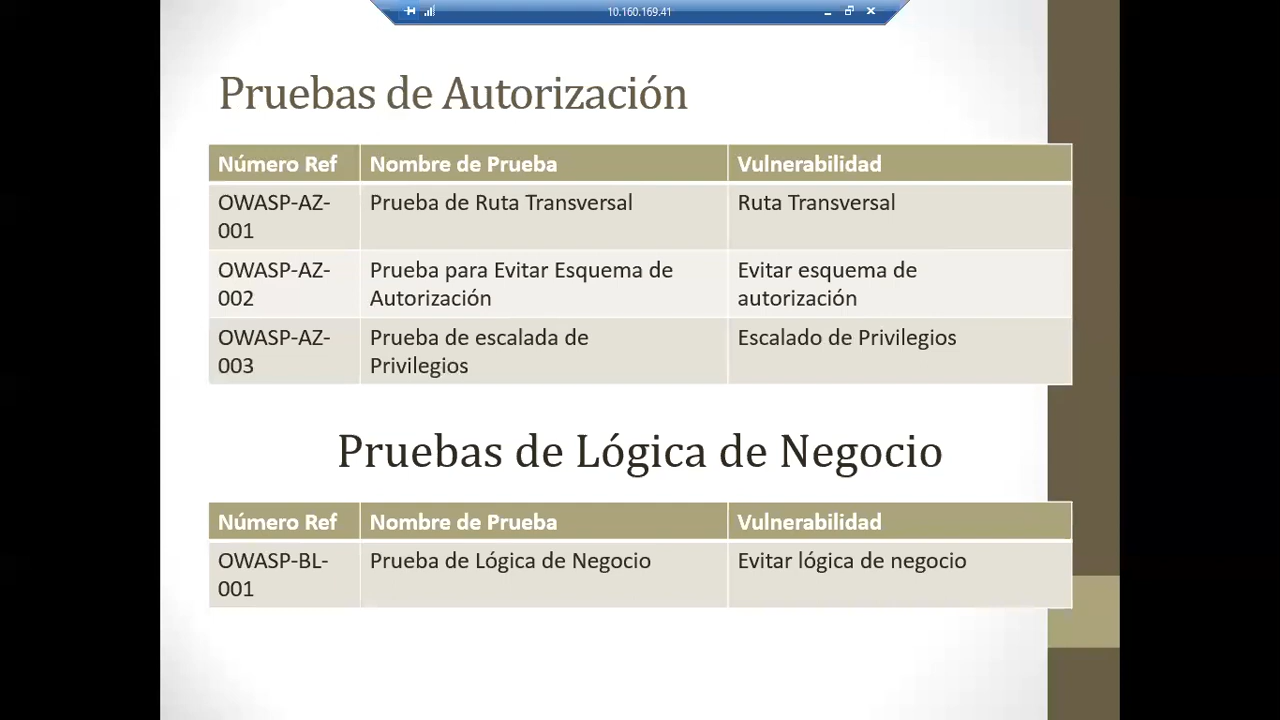 10.160.169.41
Pruebas de Autorización
Número Ref Nombre de Prueba Vulnerabilidad
OWASP-AZ- Prueba de Ruta Transversal Ruta Transversal
001
OWASP-AZ- Prueba para Evitar Esquema de Evitar esquema de
002 Autorización autorización
OWASP-AZ- Prueba de escalada de Escalado de Privilegios
003 Privilegios
Pruebas de Lógica de Negocio
Número Ref Nombre de Prueba Vulnerabilidad
OWASP-BL- Prueba de Lógica de Negocio Evitar lógica de negocio
001